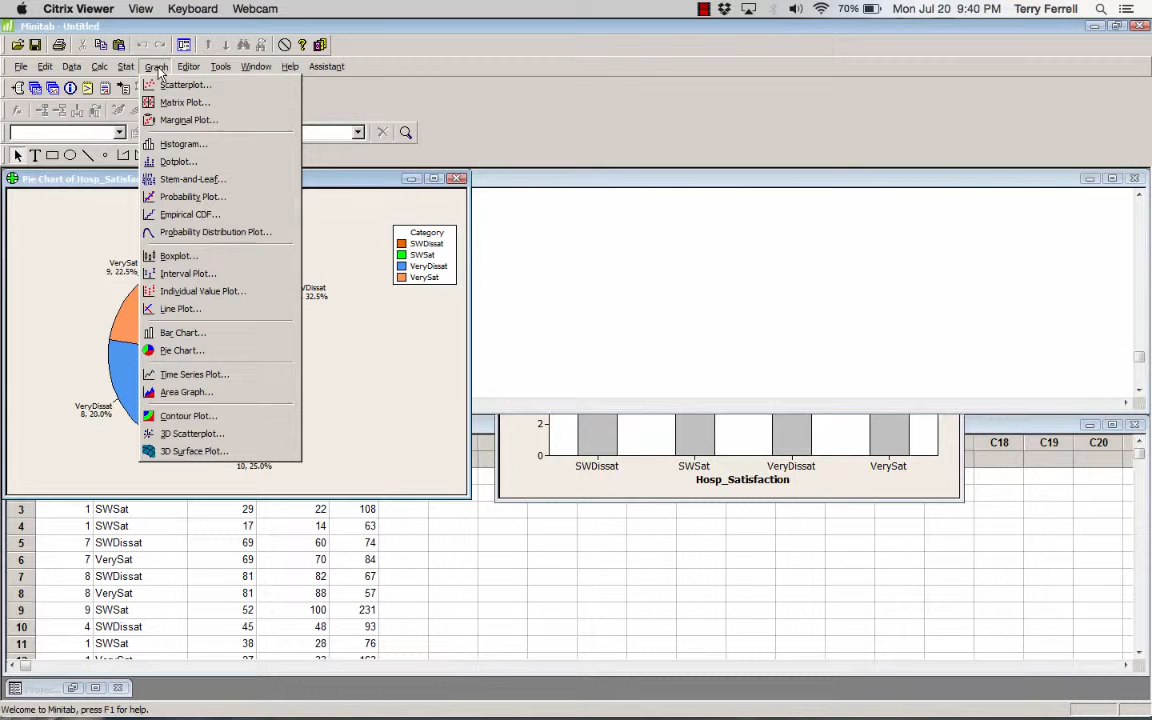 Citrix Viewer View Keyboard Webcam 70% Mon Jul 20 9:40 PM Terry Ferrell
Minitab - Untitled
File Edit Data Calc Stat Graph Editor Tools Window Help Assistant
Scatterplot...
Matrix Plot...
Marginal Plot...
Histogram...
Dotplot...
Stem-and-Leaf...
Probability Plot...
Empirical CDF...
Probability Distribution Plot...
Boxplot...
Interval Plot...
Individual Value Plot...
Line Plot...
Bar Chart...
Pie Chart...
Time Series Plot...
Area Graph...
Contour Plot...
3D Scatterplot...
3D Surface Plot...
Pie Chart of Hosp_Satisfa
Category
SWDissat
SWSat
VeryDissat
VerySat
VerySa
9, 22.5%
Dissat
32.5%
VeryDissat
8, 20.0%
10, 25.0%
2
0
SWDissat SWSat VeryDissat VerySat
Hosp_Satisfaction
C18 C19 C20
3 1 SWSat 29 22 108
4 1 SWSat 17 14 63
5 7 SWDissat 69 60 74
6 7 VerySat 69 70 84
7 8 SWDissat 81 82 67
8 8 VerySat 81 88 57
9 9 SWSat 52 100 231
10 4 SWDissat 45 48 93
11 1 SWSat 38 28 76
Welcome to Minitab, press F1 for help.